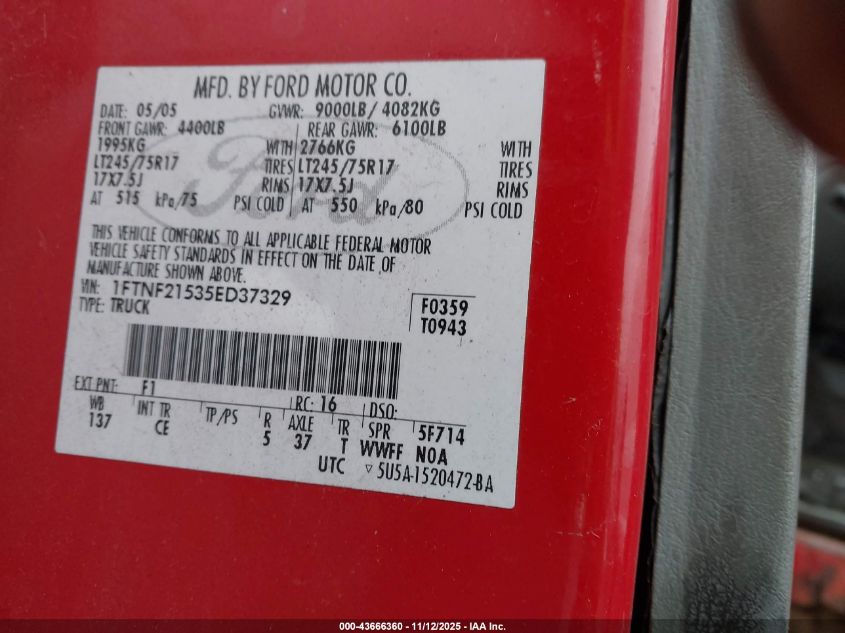 MFD. BY FORD MOTOR CO.
DATE: 05/05 GVWR: 9000LB/ 4082KG
FRONT GAWR: 4400LB REAR GAWR: 6100LB
1995KG WITH 2766KG WITH
LT245/75R17 TIRES LT245/75R17 TIRES
17X7.5J RIMS 17X7.5J RIMS
AT 515 kPa/75 PSI COLD AT 550 kPa/80 PSI COLD
Ford
THIS VEHICLE CONFORMS TO ALL APPLICABLE FEDERAL MOTOR
VEHICLE SAFETY STANDARDS IN EFFECT ON THE DATE OF
MANUFACTURE SHOWN ABOVE.
VIN: 1FTNF21535ED37329
TYPE: TRUCK
F0359
T0943
EXT PNT: F1 RC: 16 DSO:
WB INT TR TP/PS R AXLE TR SPR 5F714
137 CE 5 37 T WWFF NOA
UTC ▽5U5A-1520472-BA
000-43666360 - 11/12/2025 - IAA Inc.